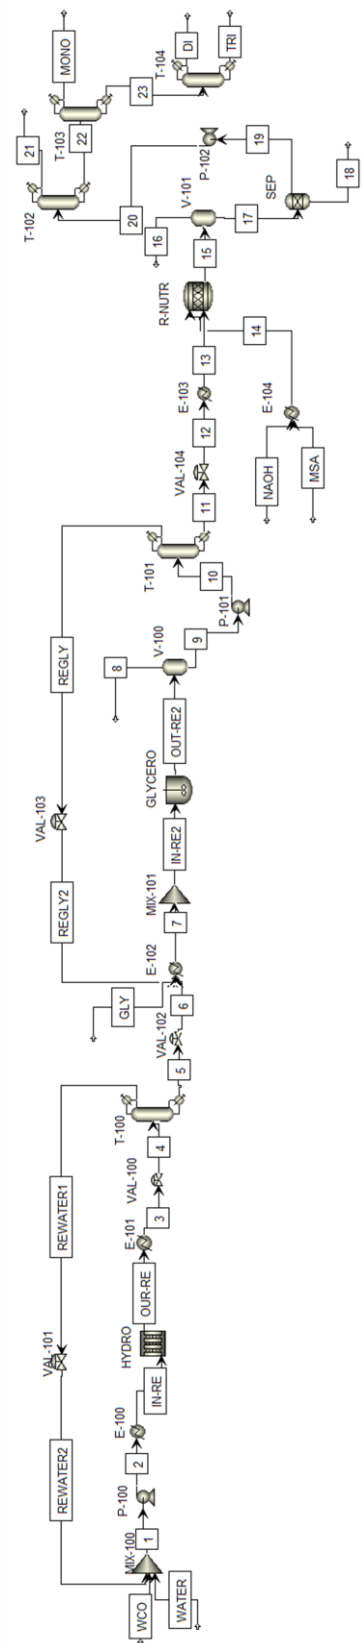 WCO
WATER
REWATER2
MIX-100
1
P-100
2
E-100
IN-RE
HYDRO
OUR-RE
E-101
3
VAL-100
4
T-100
VAL-101
REWATER1
5
VAL-102
6
GLY
E-102
7
REGLY2
VAL-103
REGLY
MIX-101
IN-RE2
GLYCERO
OUT-RE2
V-100
8
9
P-101
10
T-101
11
VAL-104
12
E-103
13
NAOH
MSA
E-104
14
R-NUTR
15
V-101
16
17
SEP
18
19
P-102
20
T-102
21
22
T-103
MONO
23
T-104
DI
TRI